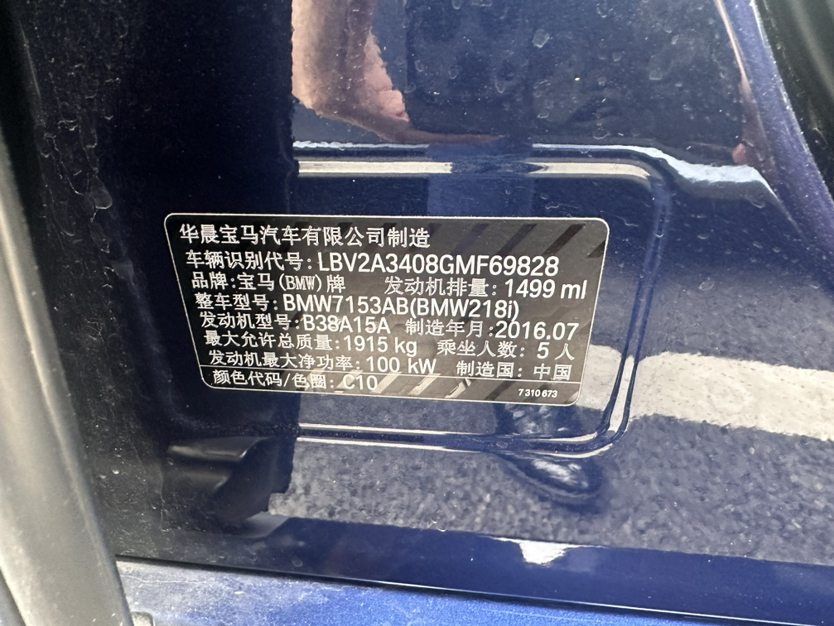 华晨宝马汽车有限公司制造
车辆识别代号: LBV2A3408GMF69828
品牌:宝马(BMW)牌 发动机排量: 1499 ml
整车型号: BMW7153AB(BMW218i)
发动机型号: B38A15A 制造年月: 2016.07
最大允许总质量: 1915 kg 乘坐人数: 5 人
发动机最大净功率: 100 kW 制造国: 中国
颜色代码/色圈: C10
7 310 673